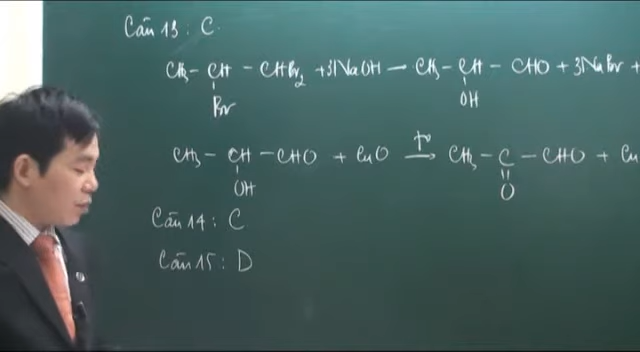 Câu 13: C
CH₃ – CH – CHBr₂ + 3NaOH → CH₃ – CH – CHO + 3NaBr +
Br
OH
CH₃ – CH – CHO + CuO t° → CH₃ – C – CHO + Cu
OH
O
Câu 14: C
Câu 15: D